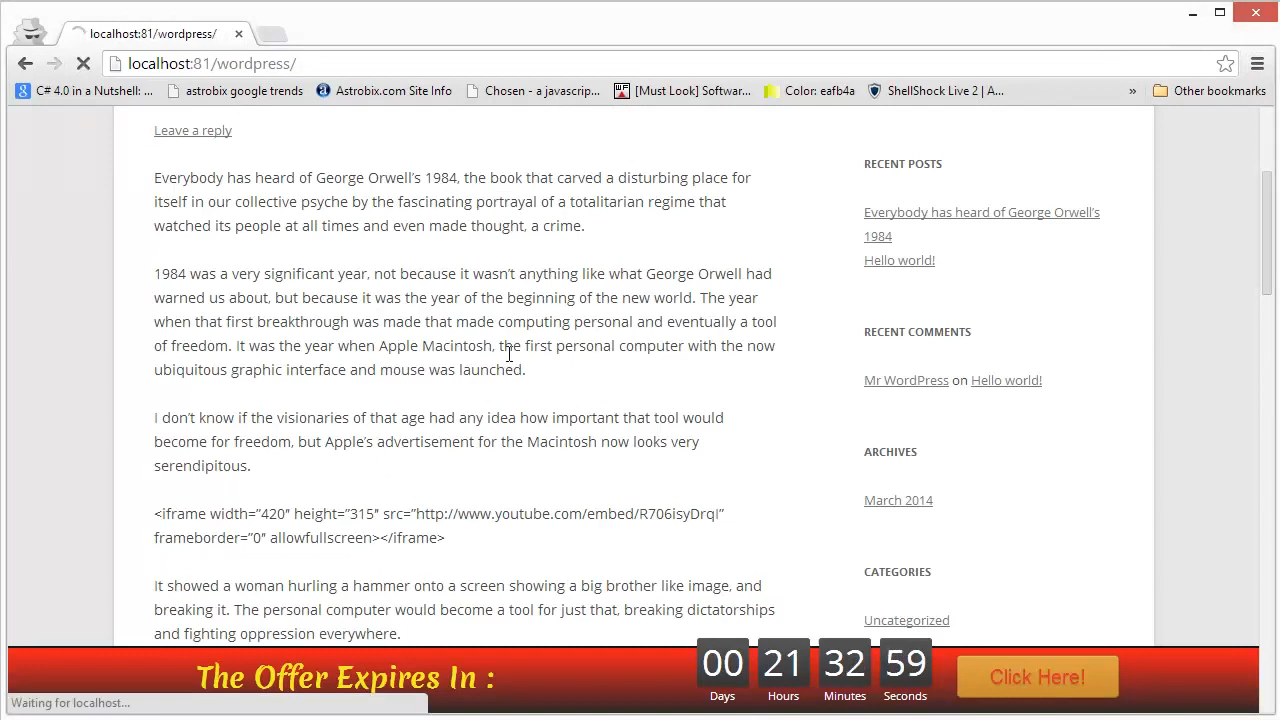 localhost:81/wordpress/
localhost:81/wordpress/
C# 4.0 in a Nutshell: ...
astrobix google trends
Astrobix.com Site Info
Chosen - a javascrip...
[Must Look] Softwar...
Color: eafb4a
ShellShock Live 2 | A...
»
Other bookmarks
Leave a reply
Everybody has heard of George Orwell’s 1984, the book that carved a disturbing place for
itself in our collective psyche by the fascinating portrayal of a totalitarian regime that
watched its people at all times and even made thought, a crime.
1984 was a very significant year, not because it wasn’t anything like what George Orwell had
warned us about, but because it was the year of the beginning of the new world. The year
when that first breakthrough was made that made computing personal and eventually a tool
of freedom. It was the year when Apple Macintosh, the first personal computer with the now
ubiquitous graphic interface and mouse was launched.
I don’t know if the visionaries of that age had any idea how important that tool would
become for freedom, but Apple’s advertisement for the Macintosh now looks very
serendipitous.
<iframe width=”420″ height=”315″ src=”http://www.youtube.com/embed/R706isyDrqI”
frameborder=”0″ allowfullscreen></iframe>
It showed a woman hurling a hammer onto a screen showing a big brother like image, and
breaking it. The personal computer would become a tool for just that, breaking dictatorships
and fighting oppression everywhere.
RECENT POSTS
Everybody has heard of George Orwell’s
1984
Hello world!
RECENT COMMENTS
Mr WordPress on Hello world!
ARCHIVES
March 2014
CATEGORIES
Uncategorized
The Offer Expires In :
00 21 32 59
Days Hours Minutes Seconds
Click Here!
Waiting for localhost...